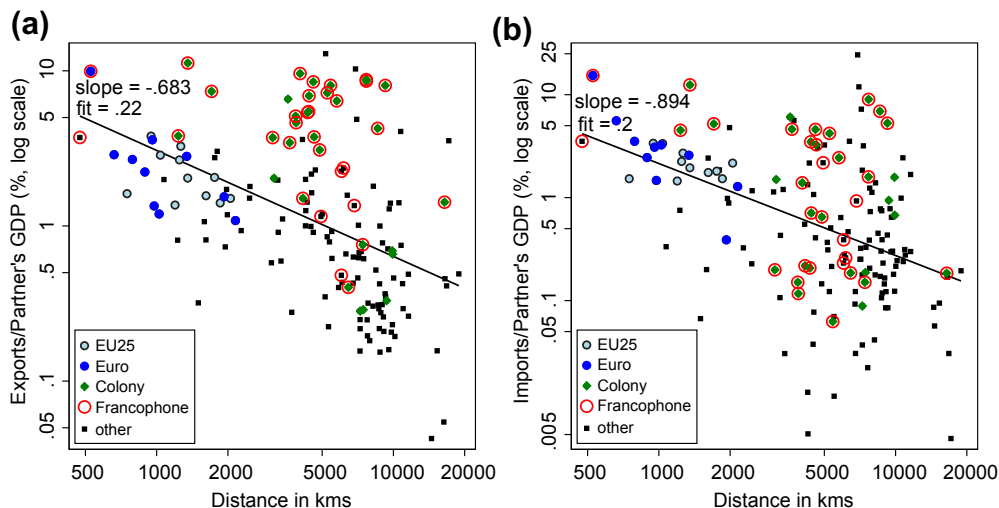 (a)
slope = -.683
fit = .22
Exports/Partner's GDP (%, log scale)
10
5
1
.5
.1
.05
EU25
Euro
Colony
Francophone
other
500 1000 2000 5000 10000 20000
Distance in kms
(b)
slope = -.894
fit = .2
Imports/Partner's GDP (%, log scale)
25
10
5
1
.5
.1
.05
.005
EU25
Euro
Colony
Francophone
other
500 1000 2000 5000 10000 20000
Distance in kms